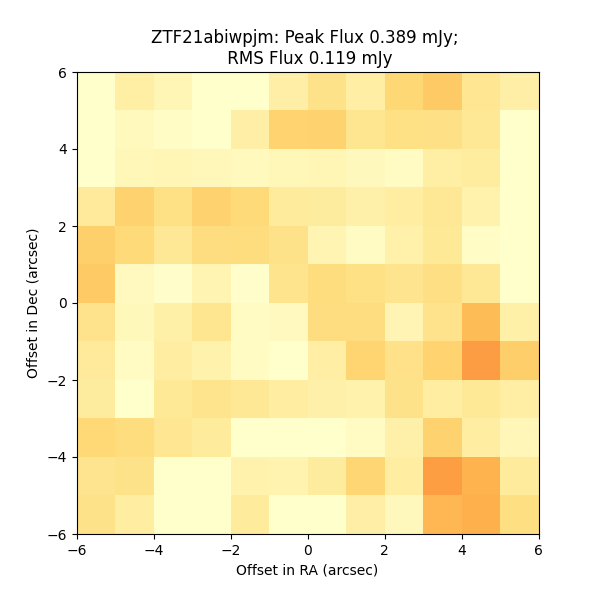 ZTF21abiwpjm: Peak Flux 0.389 mJy;
RMS Flux 0.119 mJy
6
4
2
0
−2
−4
−6
Offset in Dec (arcsec)
−6 −4 −2 0 2 4 6
Offset in RA (arcsec)